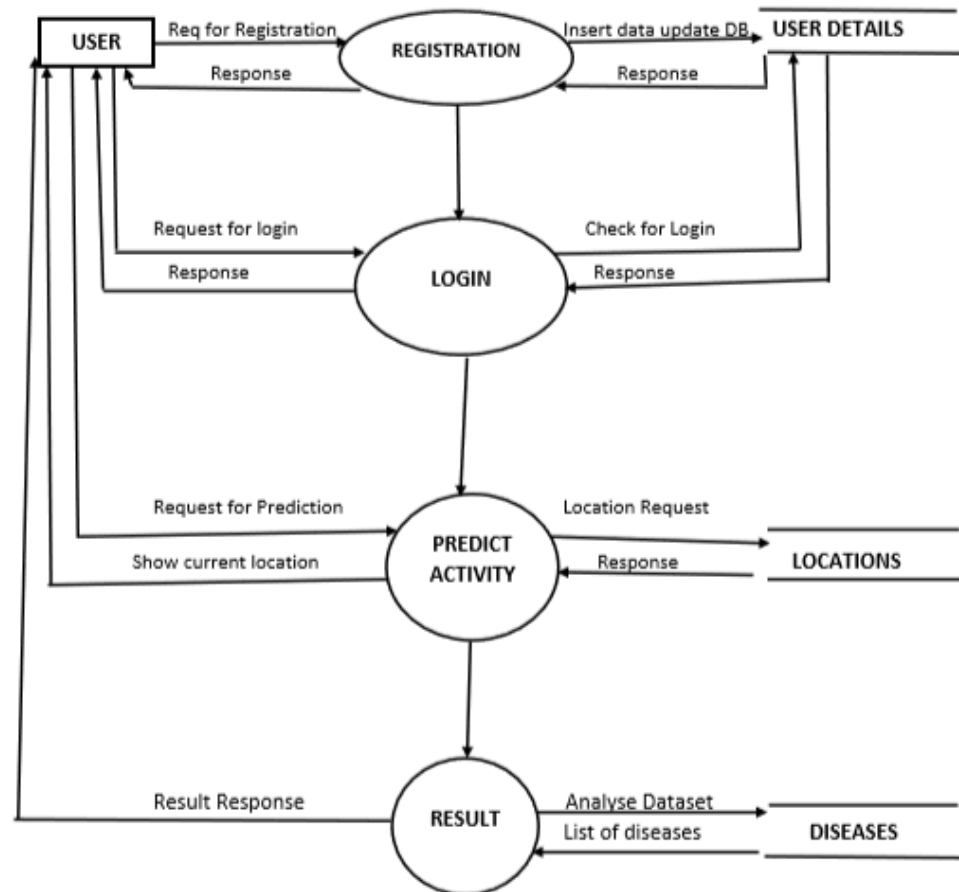 USER
Req for Registration
REGISTRATION
Insert data update DB
USER DETAILS
Response
Response
Request for login
Check for Login
LOGIN
Response
Response
Request for Prediction
Location Request
PREDICT
ACTIVITY
Show current location
Response
LOCATIONS
Result Response
Analyse Dataset
RESULT
List of diseases
DISEASES